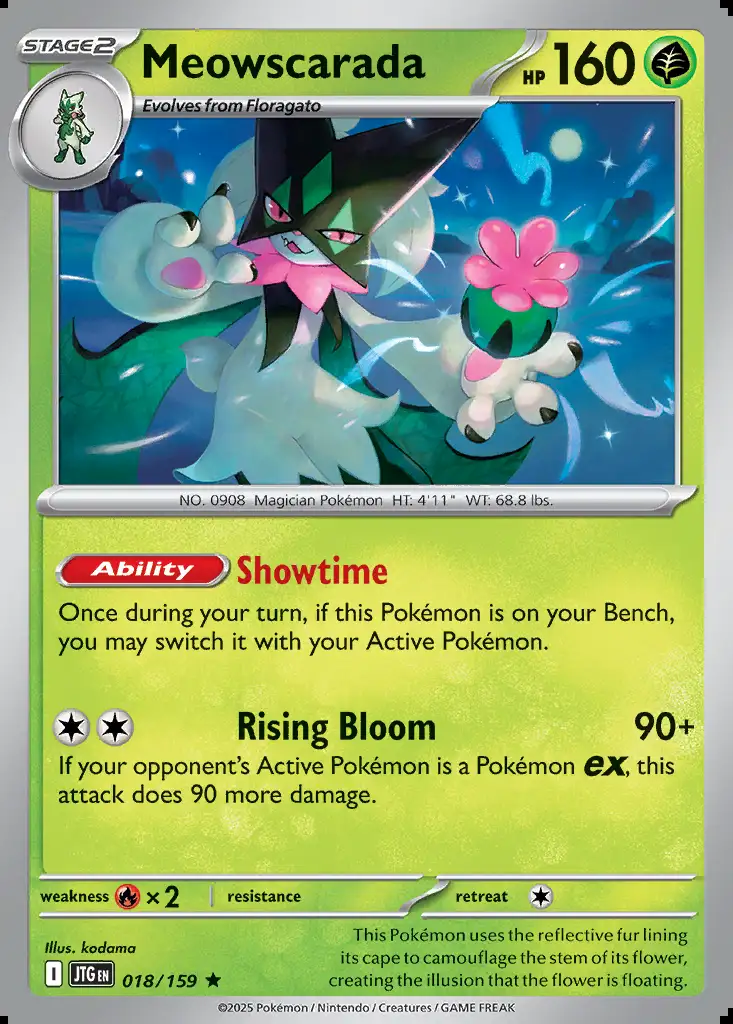 STAGE2
Meowscarada
HP 160
Evolves from Floragato
NO. 0908 Magician Pokémon HT: 4'11" WT: 68.8 lbs.
Ability Showtime
Once during your turn, if this Pokémon is on your Bench,
you may switch it with your Active Pokémon.
Rising Bloom 90+
If your opponent's Active Pokémon is a Pokémon ex, this
attack does 90 more damage.
weakness ×2 resistance retreat
Illus. kodama
This Pokémon uses the reflective fur lining
its cape to camouflage the stem of its flower,
creating the illusion that the flower is floating.
I JTG EN 018/159 ★
©2025 Pokémon / Nintendo / Creatures / GAME FREAK